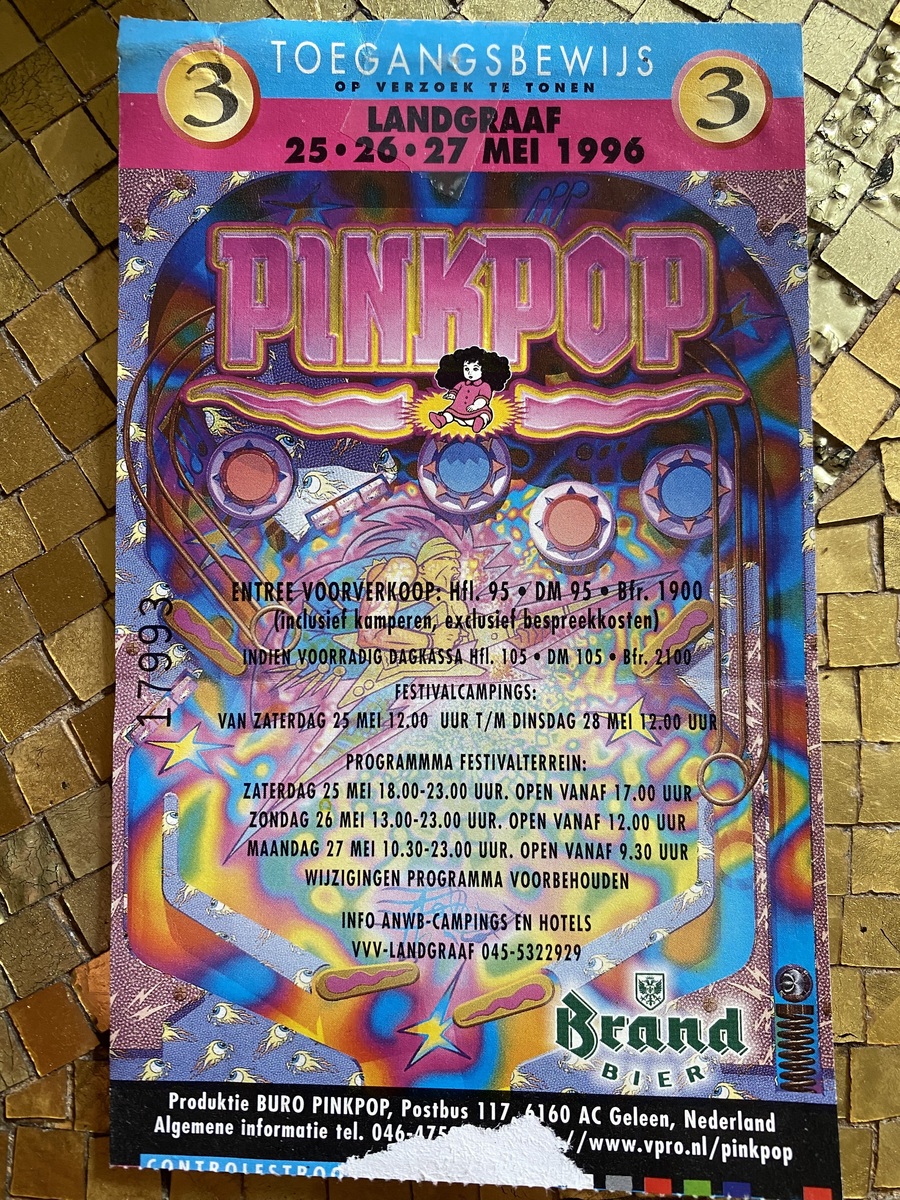 3 TOEGANGSBEWIJS 3
OP VERZOEK TE TONEN
LANDGRAAF
25 • 26 • 27 MEI 1996
PPP
PINKPOP
ENTREE VOORVERKOOP: Hfl. 95 • DM 95 • Bfr. 1900
(inclusief kamperen, exclusief bespreekkosten)
INDIEN VOORRADIG DAGKASSA Hfl. 105 • DM 105 • Bfr. 2100
FESTIVALCAMPINGS:
VAN ZATERDAG 25 MEI 12.00 UUR T/M DINSDAG 28 MEI 12.00 UUR
17993
PROGRAMMMA FESTIVALTERREIN:
ZATERDAG 25 MEI 18.00-23.00 UUR. OPEN VANAF 17.00 UUR
ZONDAG 26 MEI 13.00-23.00 UUR. OPEN VANAF 12.00 UUR
MAANDAG 27 MEI 10.30-23.00 UUR. OPEN VANAF 9.30 UUR
WIJZIGINGEN PROGRAMMA VOORBEHOUDEN
INFO ANWB-CAMPINGS EN HOTELS
VVV-LANDGRAAF 045-5322929
Brand
BIER
Produktie BURO PINKPOP, Postbus 117, 6160 AC Geleen, Nederland
Algemene informatie tel. 046-475 //www.vpro.nl/pinkpop
CONTROLESTROO